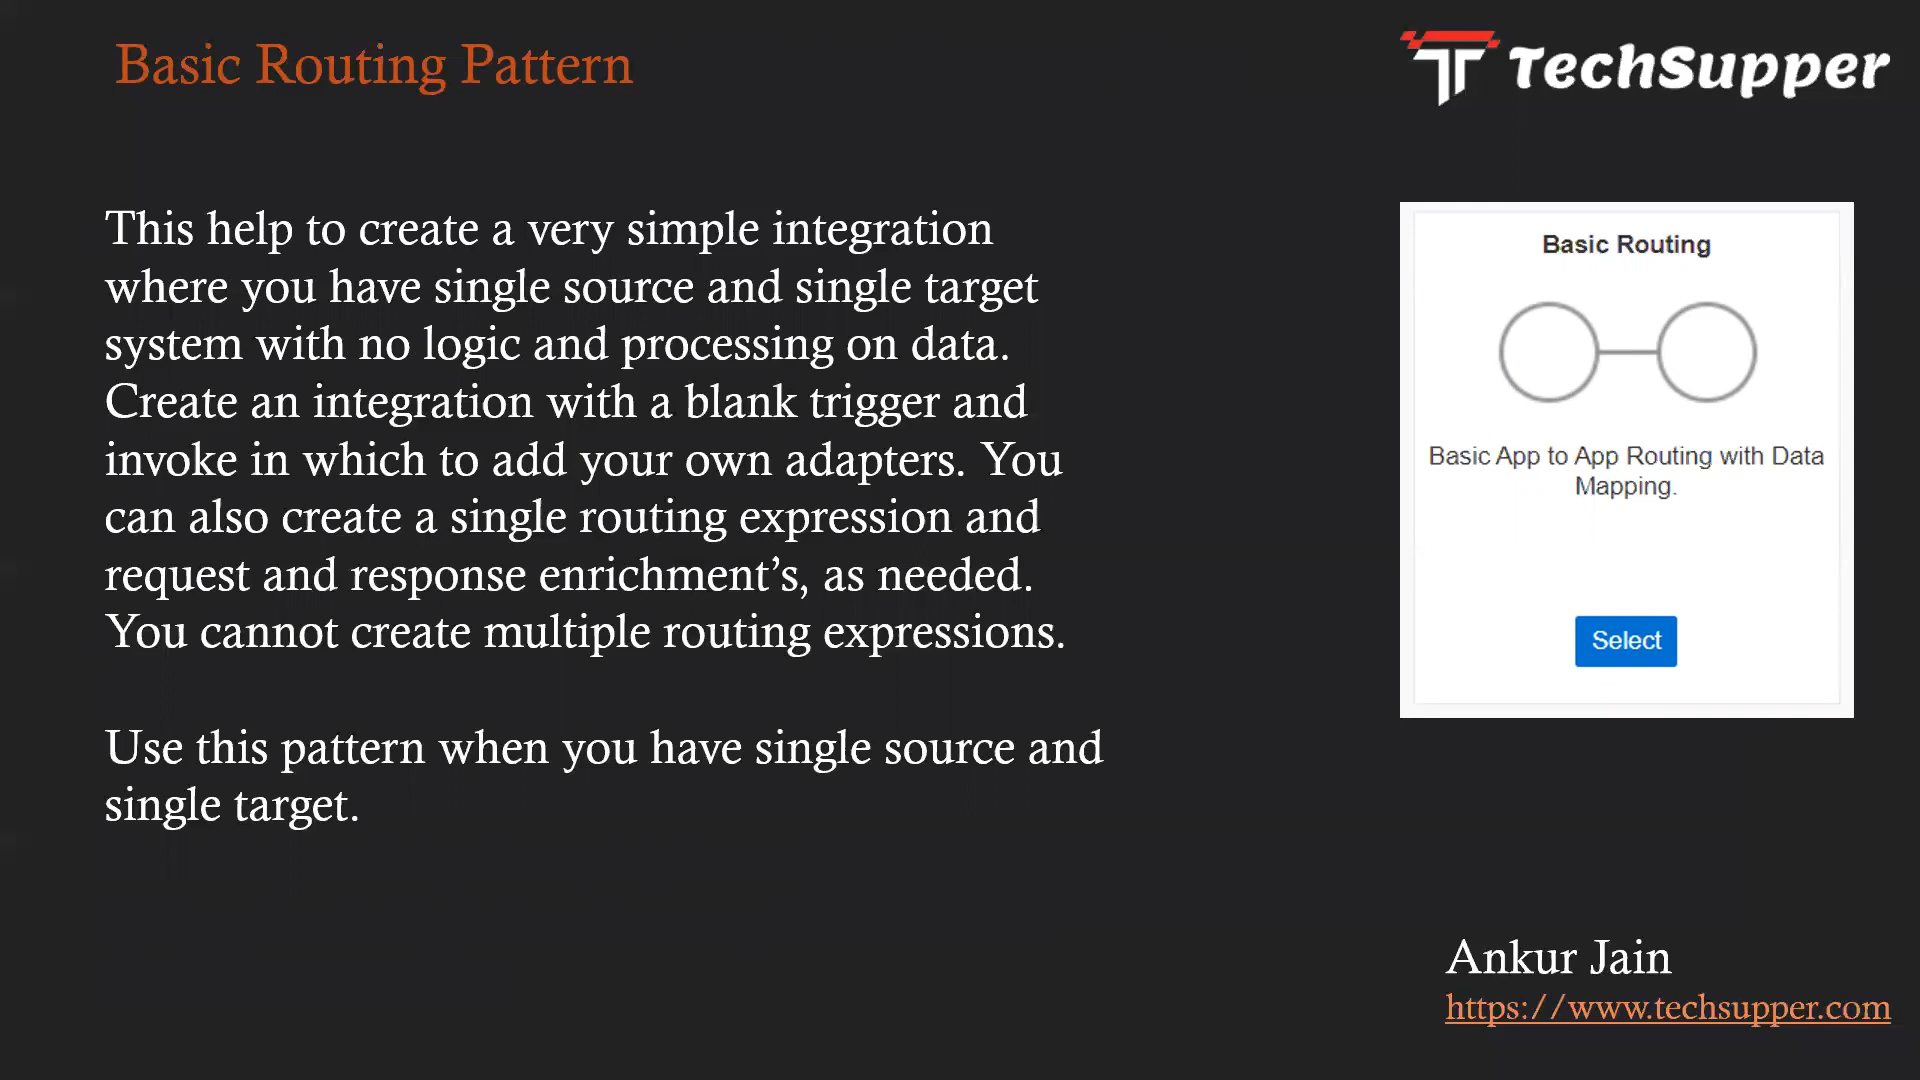 Basic Routing Pattern
TechSupper
This help to create a very simple integration
where you have single source and single target
system with no logic and processing on data.
Create an integration with a blank trigger and
invoke in which to add your own adapters. You
can also create a single routing expression and
request and response enrichment’s, as needed.
You cannot create multiple routing expressions.
Use this pattern when you have single source and
single target.
Basic Routing
Basic App to App Routing with Data
Mapping.
Select
Ankur Jain
https://www.techsupper.com